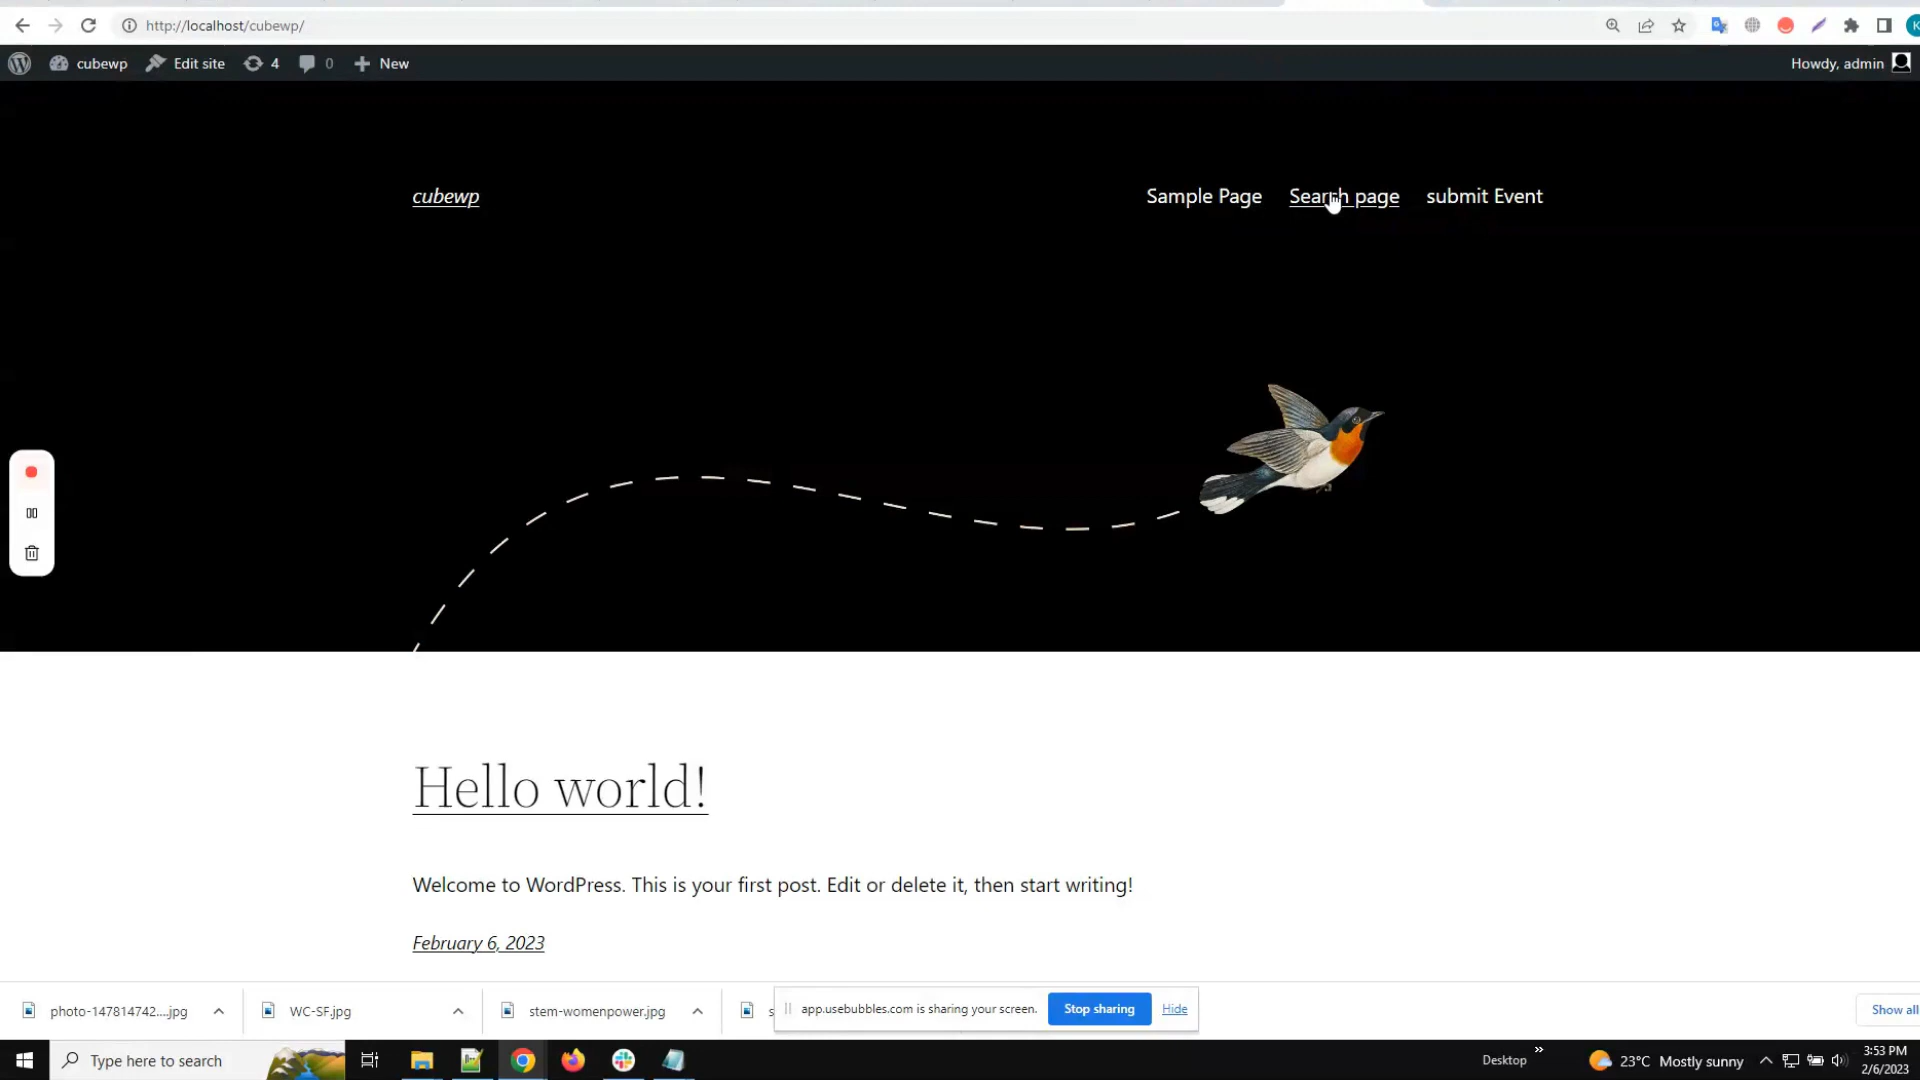 http://localhost/cubewp/
cubewp Edit site 4 0 New Howdy, admin
cubewp Sample Page Search page submit Event
Hello world!
Welcome to WordPress. This is your first post. Edit or delete it, then start writing!
February 6, 2023
photo-147814742....jpg WC-SF.jpg stem-womenpower.jpg app.usebubbles.com is sharing your screen. Stop sharing Hide Show all
Type here to search Desktop 23°C Mostly sunny 3:53 PM
2/6/2023